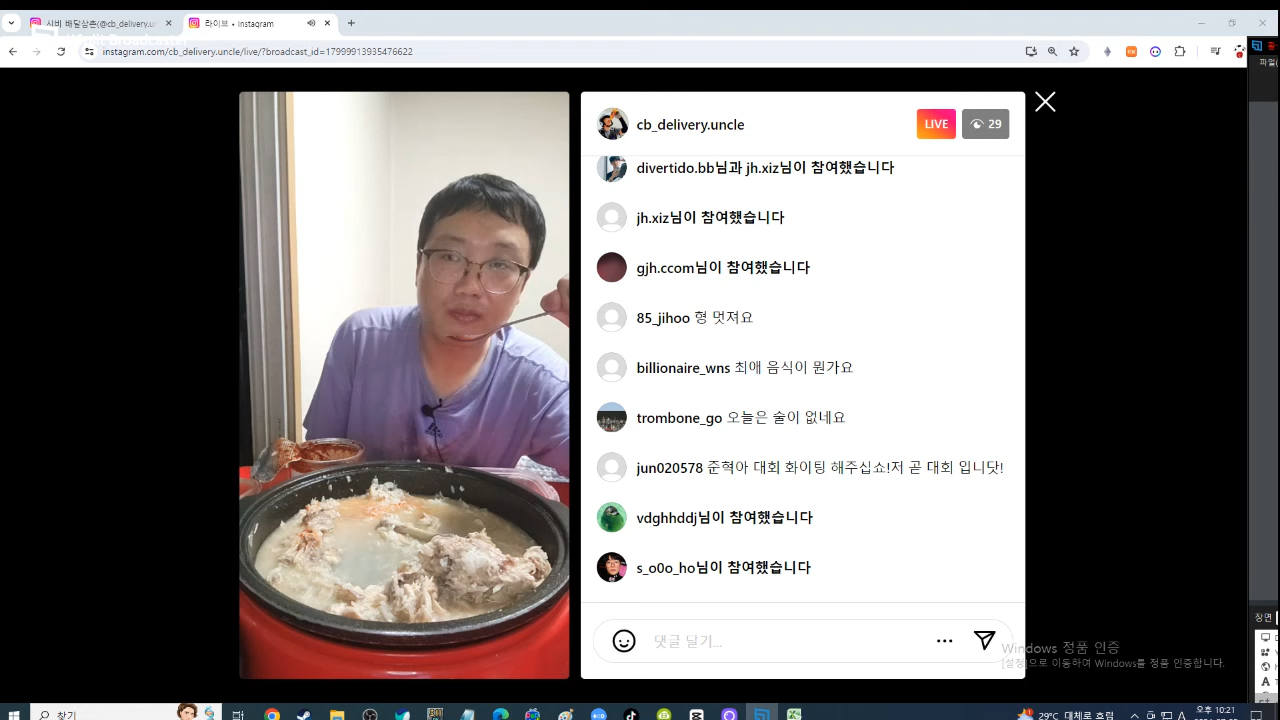 시비 배달삼촌(@cb_delivery.ur
라이브 • Instagram
instagram.com/cb_delivery.uncle/live/?broadcast_id=17999913935476622
파일(
cb_delivery.uncle
LIVE
29
divertido.bb님과 jh.xiz님이 참여했습니다
jh.xiz님이 참여했습니다
gjh.ccom님이 참여했습니다
85_jihoo 형 멋져요
billionaire_wns 최애 음식이 뭔가요
trombone_go 오늘은 술이 없네요
jun020578 준혁아 대회 화이팅 해주십쇼!저 곧 대회 입니닷!
vdghhddj님이 참여했습니다
s_o0o_ho님이 참여했습니다
댓글 달기...
장면
Windows 정품 인증
[설정]으로 이동하여 Windows를 정품 인증합니다.
찾기
29°C 대체로 흐림
A
오후 10:21